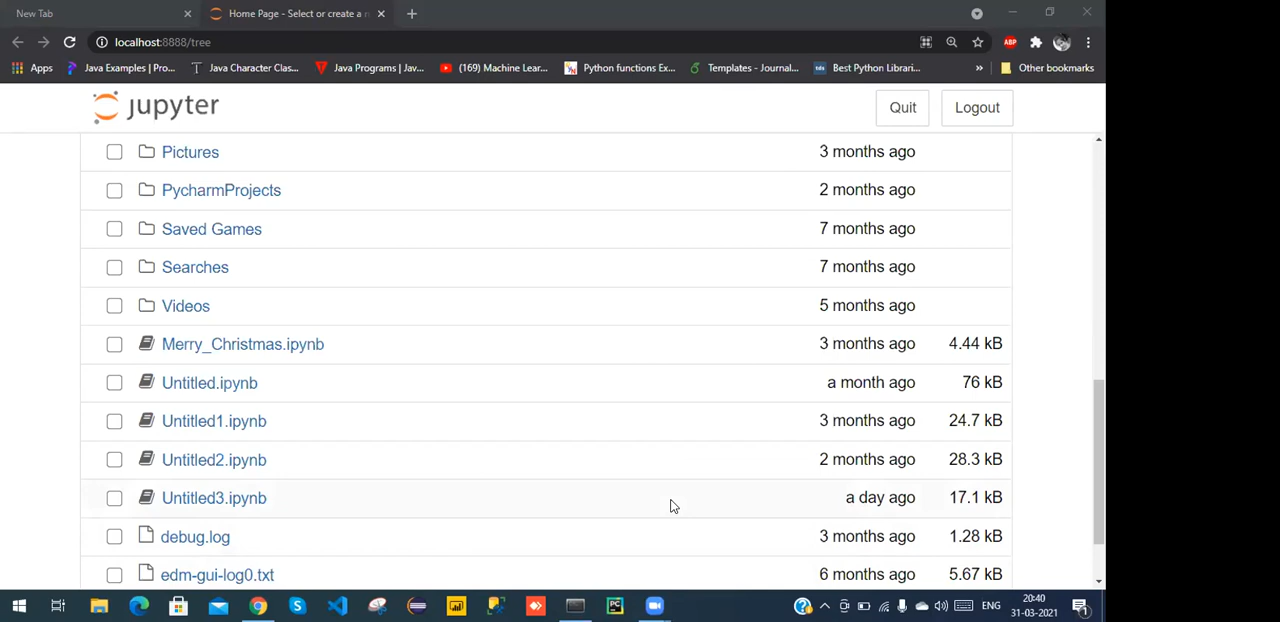 New Tab
Home Page - Select or create a n
localhost:8888/tree
ABP
Apps Java Examples | Pro... Java Character Clas... Java Programs | Jav... (169) Machine Lear... Python functions Ex... Templates - Journal... tds Best Python Librari... » Other bookmarks
jupyter Quit Logout
Pictures 3 months ago
PycharmProjects 2 months ago
Saved Games 7 months ago
Searches 7 months ago
Videos 5 months ago
Merry_Christmas.ipynb 3 months ago 4.44 kB
Untitled.ipynb a month ago 76 kB
Untitled1.ipynb 3 months ago 24.7 kB
Untitled2.ipynb 2 months ago 28.3 kB
Untitled3.ipynb a day ago 17.1 kB
debug.log 3 months ago 1.28 kB
edm-gui-log0.txt 6 months ago 5.67 kB
PC ENG 20:40
31-03-2021
1